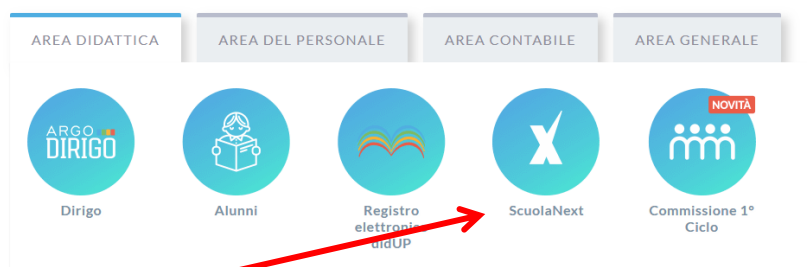 AREA DIDATTICA
AREA DEL PERSONALE
AREA CONTABILE
AREA GENERALE
NOVITÀ
ARGO
DIRIGO
Dirigo
Alunni
Registro
elettronico
didUP
ScuolaNext
Commissione 1°
Ciclo